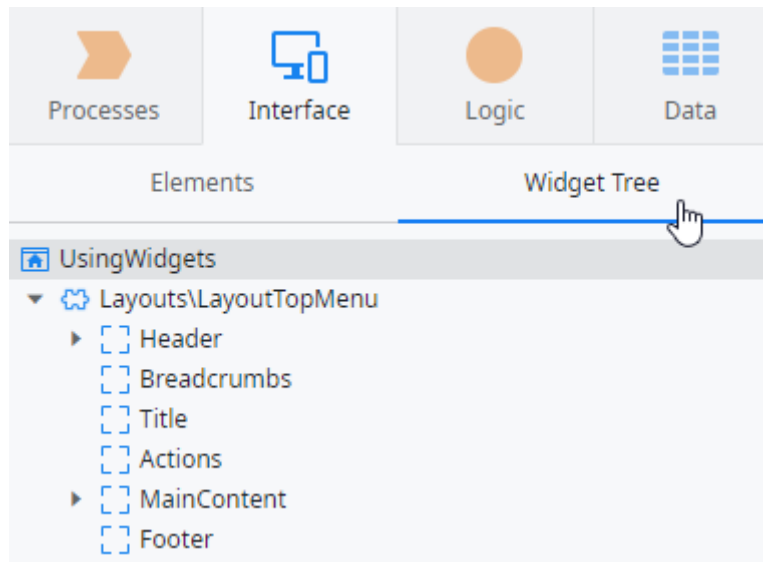 Processes Interface Logic Data
Elements Widget Tree
UsingWidgets
Layouts\LayoutTopMenu
Header
Breadcrumbs
Title
Actions
MainContent
Footer